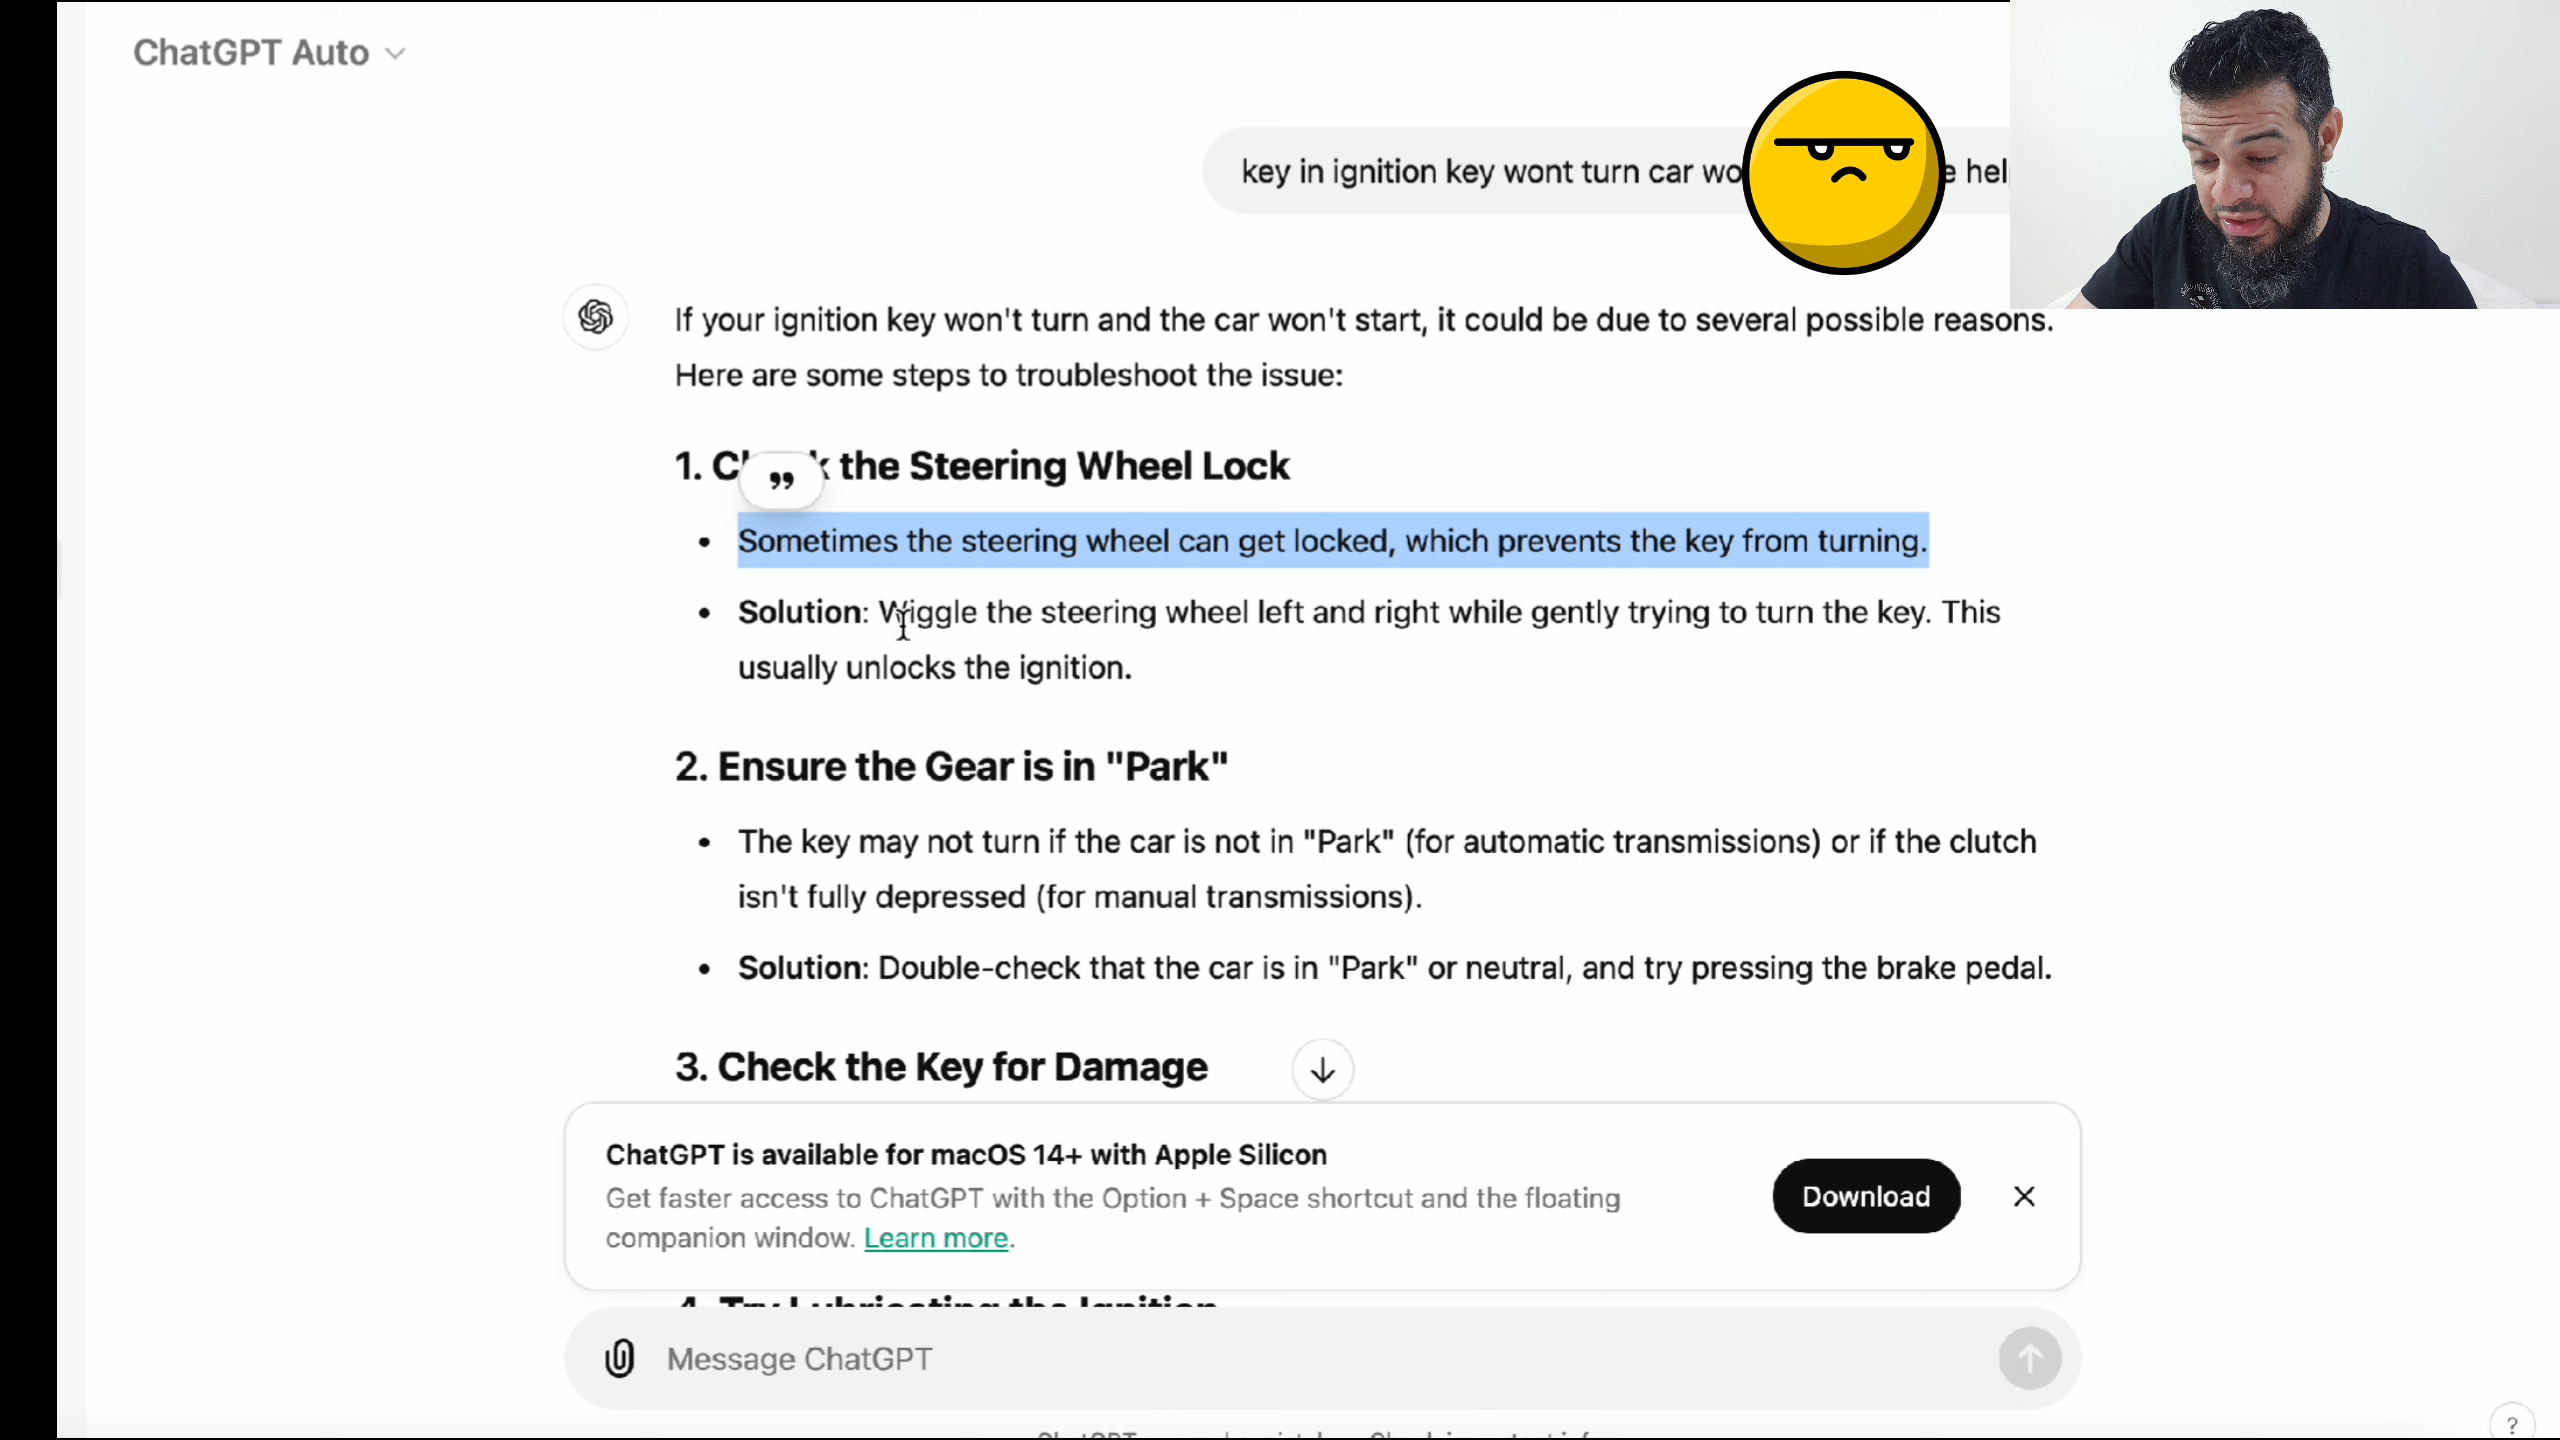 ChatGPT Auto
key in ignition key wont turn car
If your ignition key won't turn and the car won't start, it could be due to several possible reasons.
Here are some steps to troubleshoot the issue:
1. the Steering Wheel Lock
• Sometimes the steering wheel can get locked, which prevents the key from turning.
• Solution: Wiggle the steering wheel left and right while gently trying to turn the key. This
usually unlocks the ignition.
2. Ensure the Gear is in "Park"
• The key may not turn if the car is not in "Park" (for automatic transmissions) or if the clutch
isn't fully depressed (for manual transmissions).
• Solution: Double-check that the car is in "Park" or neutral, and try pressing the brake pedal.
3. Check the Key for Damage
ChatGPT is available for macOS 14+ with Apple Silicon
Get faster access to ChatGPT with the Option + Space shortcut and the floating
companion window. Learn more.
Download
4. Try Lubricating the Ignition
Message ChatGPT
?